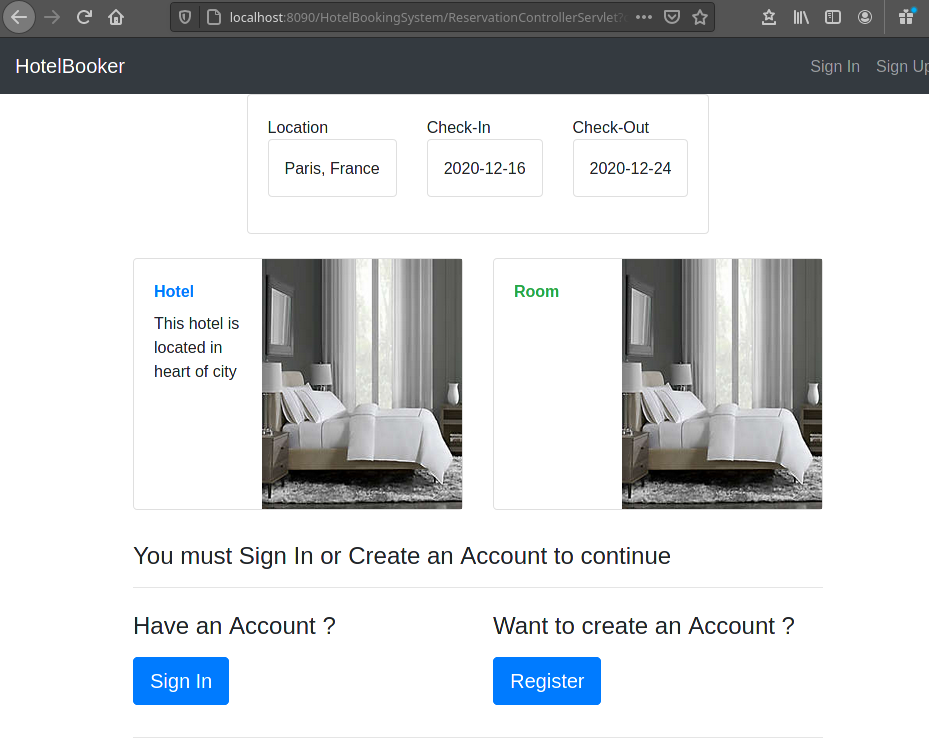 localhost:8090/HotelBookingSystem/ReservationControllerServlet?
HotelBooker
Sign In
Sign Up
Location
Check-In
Check-Out
Paris, France
2020-12-16
2020-12-24
Hotel
This hotel is
located in
heart of city
Room
You must Sign In or Create an Account to continue
Have an Account ?
Want to create an Account ?
Sign In
Register